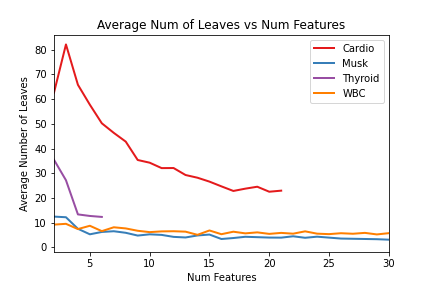 Average Num of Leaves vs Num Features
Average Number of Leaves
80
70
60
50
40
30
20
10
0
Cardio
Musk
Thyroid
WBC
5
10
15
20
25
30
Num Features